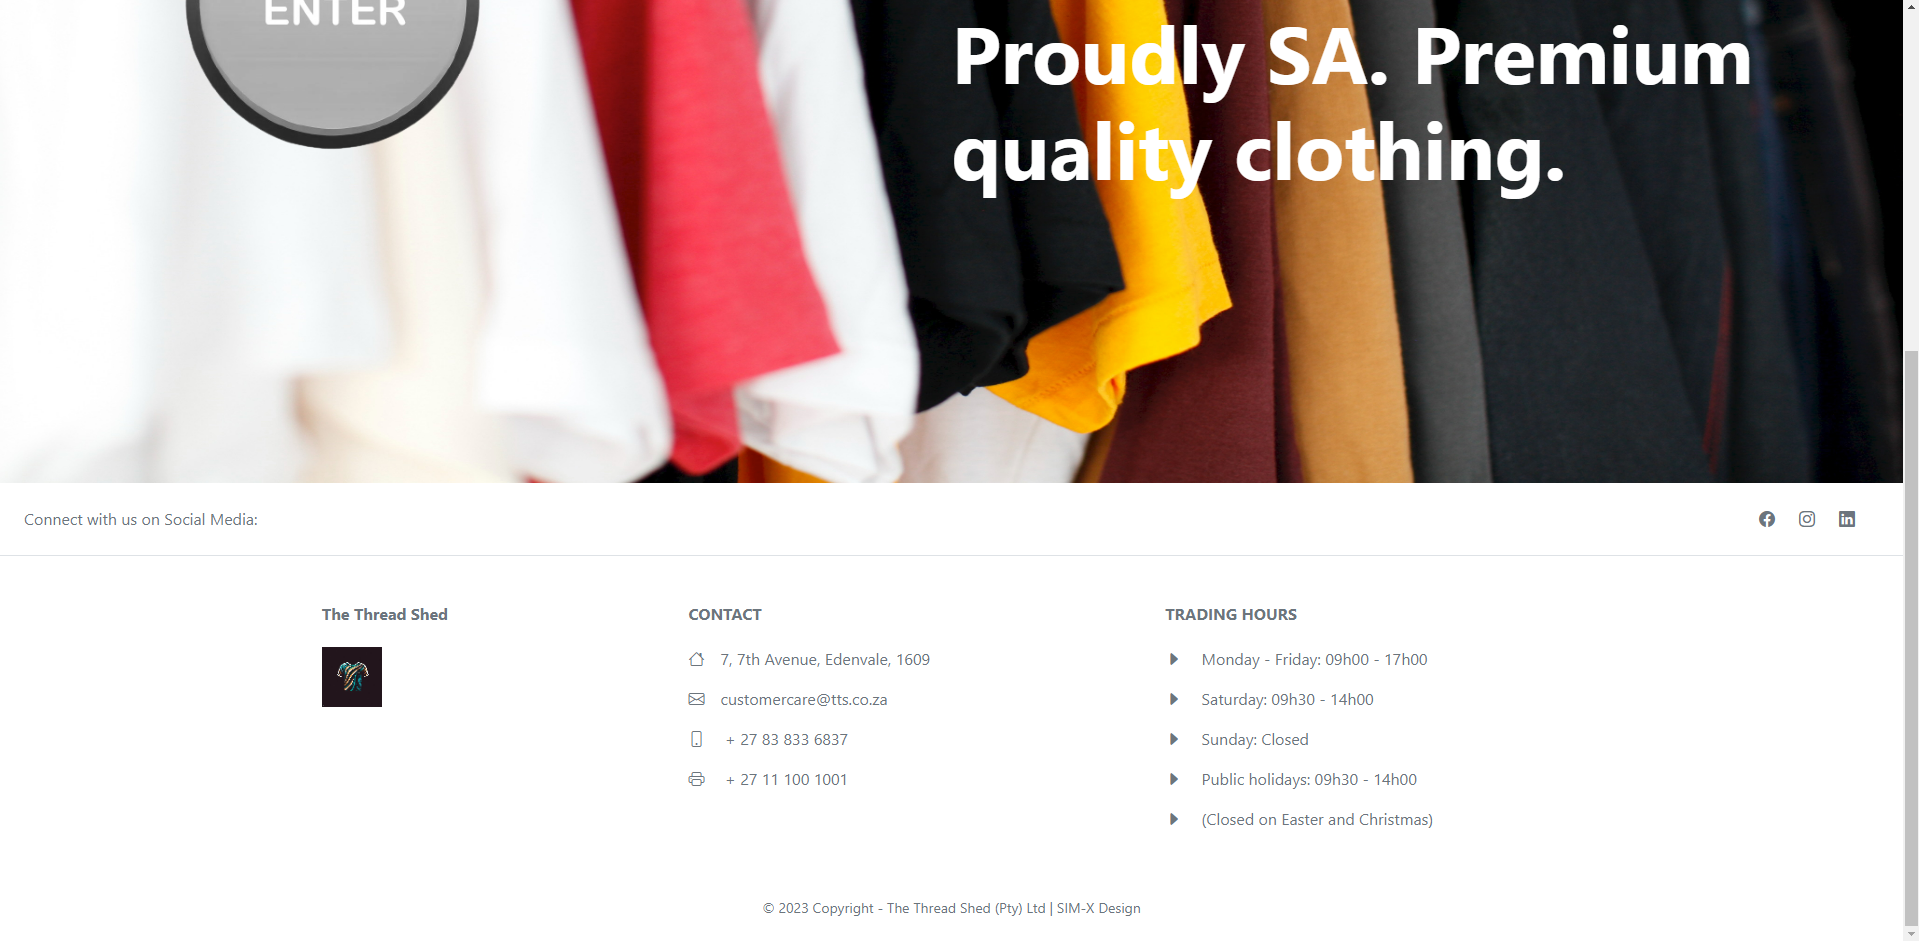 ENTER
Proudly SA. Premium
quality clothing.
Connect with us on Social Media:
The Thread Shed
CONTACT
7, 7th Avenue, Edenvale, 1609
customercare@tts.co.za
+ 27 83 833 6837
+ 27 11 100 1001
TRADING HOURS
Monday - Friday: 09h00 - 17h00
Saturday: 09h30 - 14h00
Sunday: Closed
Public holidays: 09h30 - 14h00
(Closed on Easter and Christmas)
© 2023 Copyright - The Thread Shed (Pty) Ltd | SIM-X Design